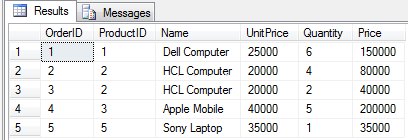 Results Messages
OrderID ProductID Name UnitPrice Quantity Price
1 1 1 Dell Computer 25000 6 150000
2 2 2 HCL Computer 20000 4 80000
3 3 2 HCL Computer 20000 2 40000
4 4 3 Apple Mobile 40000 5 200000
5 5 5 Sony Laptop 35000 1 35000